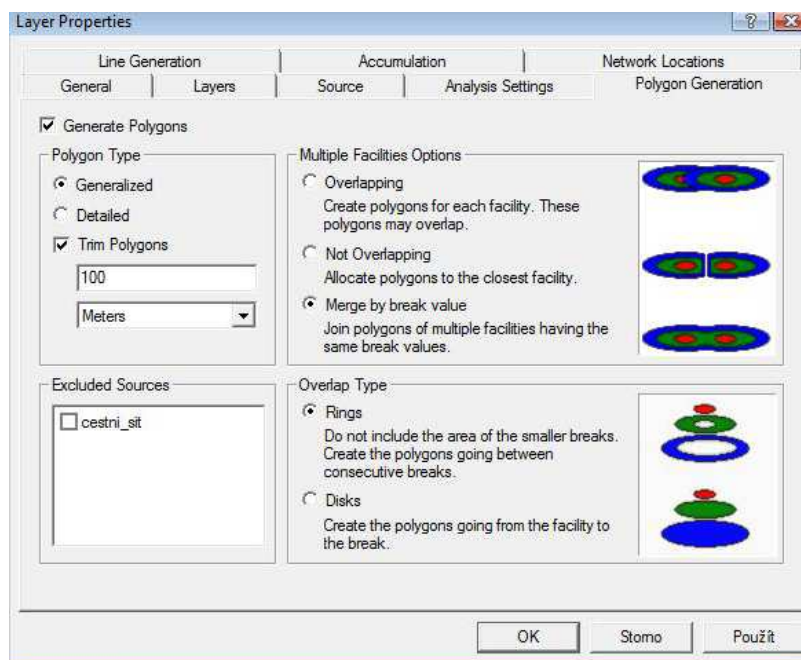 Layer Properties
Line Generation Accumulation Network Locations
General Layers Source Analysis Settings Polygon Generation
Generate Polygons
Polygon Type
Generalized
Detailed
Trim Polygons
100
Meters
Multiple Facilities Options
Overlapping
Create polygons for each facility. These
polygons may overlap.
Not Overlapping
Allocate polygons to the closest facility.
Merge by break value
Join polygons of multiple facilities having the
same break values.
Excluded Sources
cestni_sit
Overlap Type
Rings
Do not include the area of the smaller breaks.
Create the polygons going between
consecutive breaks.
Disks
Create the polygons going from the facility to
the break.
OK Storno Použít